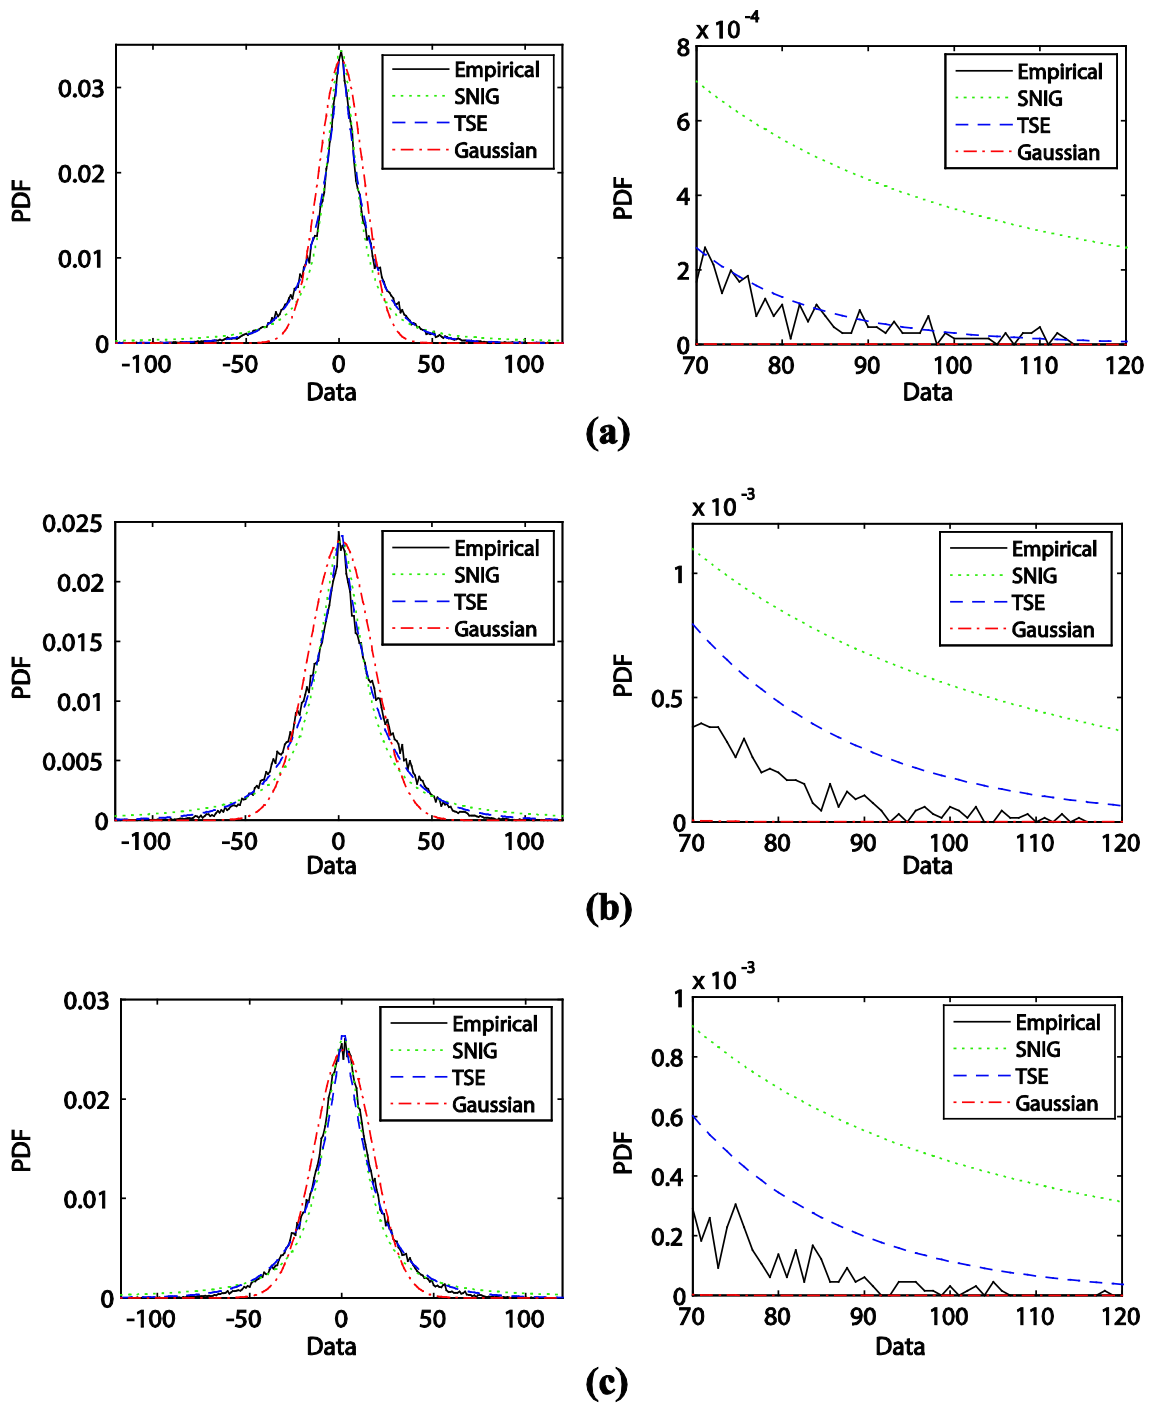 x 10 -4
0.03
0.02
0.01
0
PDF
Empirical
SNIG
TSE
Gaussian
-100 -50 0 50 100
Data
8
6
4
2
0
PDF
Empirical
SNIG
TSE
Gaussian
70 80 90 100 110 120
Data
(a)
0.025
0.02
0.015
0.01
0.005
0
PDF
Empirical
SNIG
TSE
Gaussian
-100 -50 0 50 100
Data
x 10 -3
1
0.5
0
PDF
Empirical
SNIG
TSE
Gaussian
70 80 90 100 110 120
Data
(b)
0.03
0.02
0.01
0
PDF
Empirical
SNIG
TSE
Gaussian
-100 -50 0 50 100
Data
x 10 -3
1
0.8
0.6
0.4
0.2
0
PDF
Empirical
SNIG
TSE
Gaussian
70 80 90 100 110 120
Data
(c)